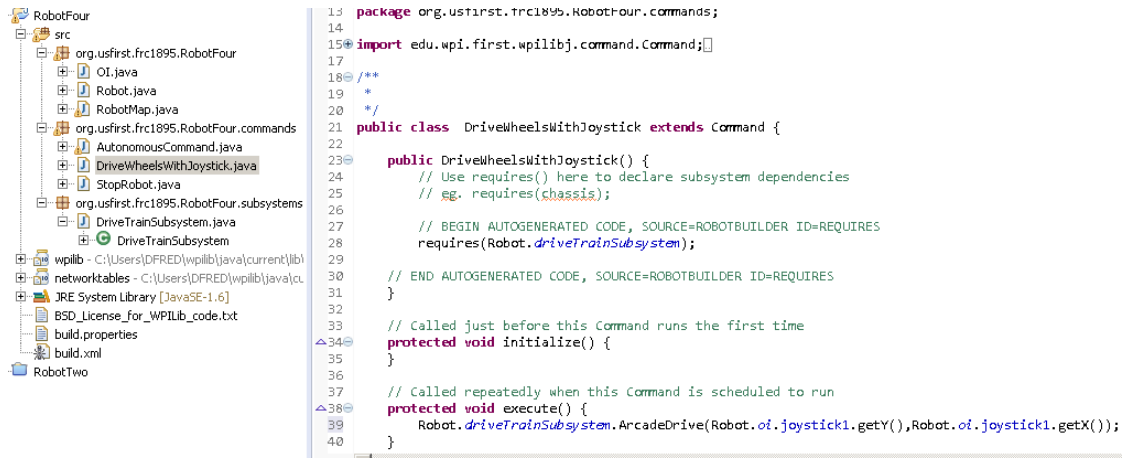 RobotFour
src
org.usfirst.frc1895.RobotFour
OI.java
Robot.java
RobotMap.java
org.usfirst.frc1895.RobotFour.commands
AutonomousCommand.java
DriveWheelsWithJoystick.java
StopRobot.java
org.usfirst.frc1895.RobotFour.subsystems
DriveTrainSubsystem.java
DriveTrainSubsystem
wpilib - C:\Users\DFRED\wpilib\java\current\lib\
networktables - C:\Users\DFRED\wpilib\java\cu
JRE System Library [JavaSE-1.6]
BSD_License_for_WPILib_code.txt
build.properties
build.xml
RobotTwo
13 package org.usfirst.frc1895.RobotFour.commands;
14
15 import edu.wpi.first.wpilibj.command.Command;
17
18 /**
19 *
20 */
21 public class DriveWheelsWithJoystick extends Command {
22
23 public DriveWheelsWithJoystick() {
24 // Use requires() here to declare subsystem dependencies
25 // eg. requires(chassis);
26
27 // BEGIN AUTOGENERATED CODE, SOURCE=ROBOTBUILDER ID=REQUIRES
28 requires(Robot.driveTrainSubsystem);
29
30 // END AUTOGENERATED CODE, SOURCE=ROBOTBUILDER ID=REQUIRES
31 }
32
33 // Called just before this Command runs the first time
34 protected void initialize() {
35 }
36
37 // Called repeatedly when this Command is scheduled to run
38 protected void execute() {
39 Robot.driveTrainSubsystem.ArcadeDrive(Robot.oi.joystick1.getY(),Robot.oi.joystick1.getX());
40 }